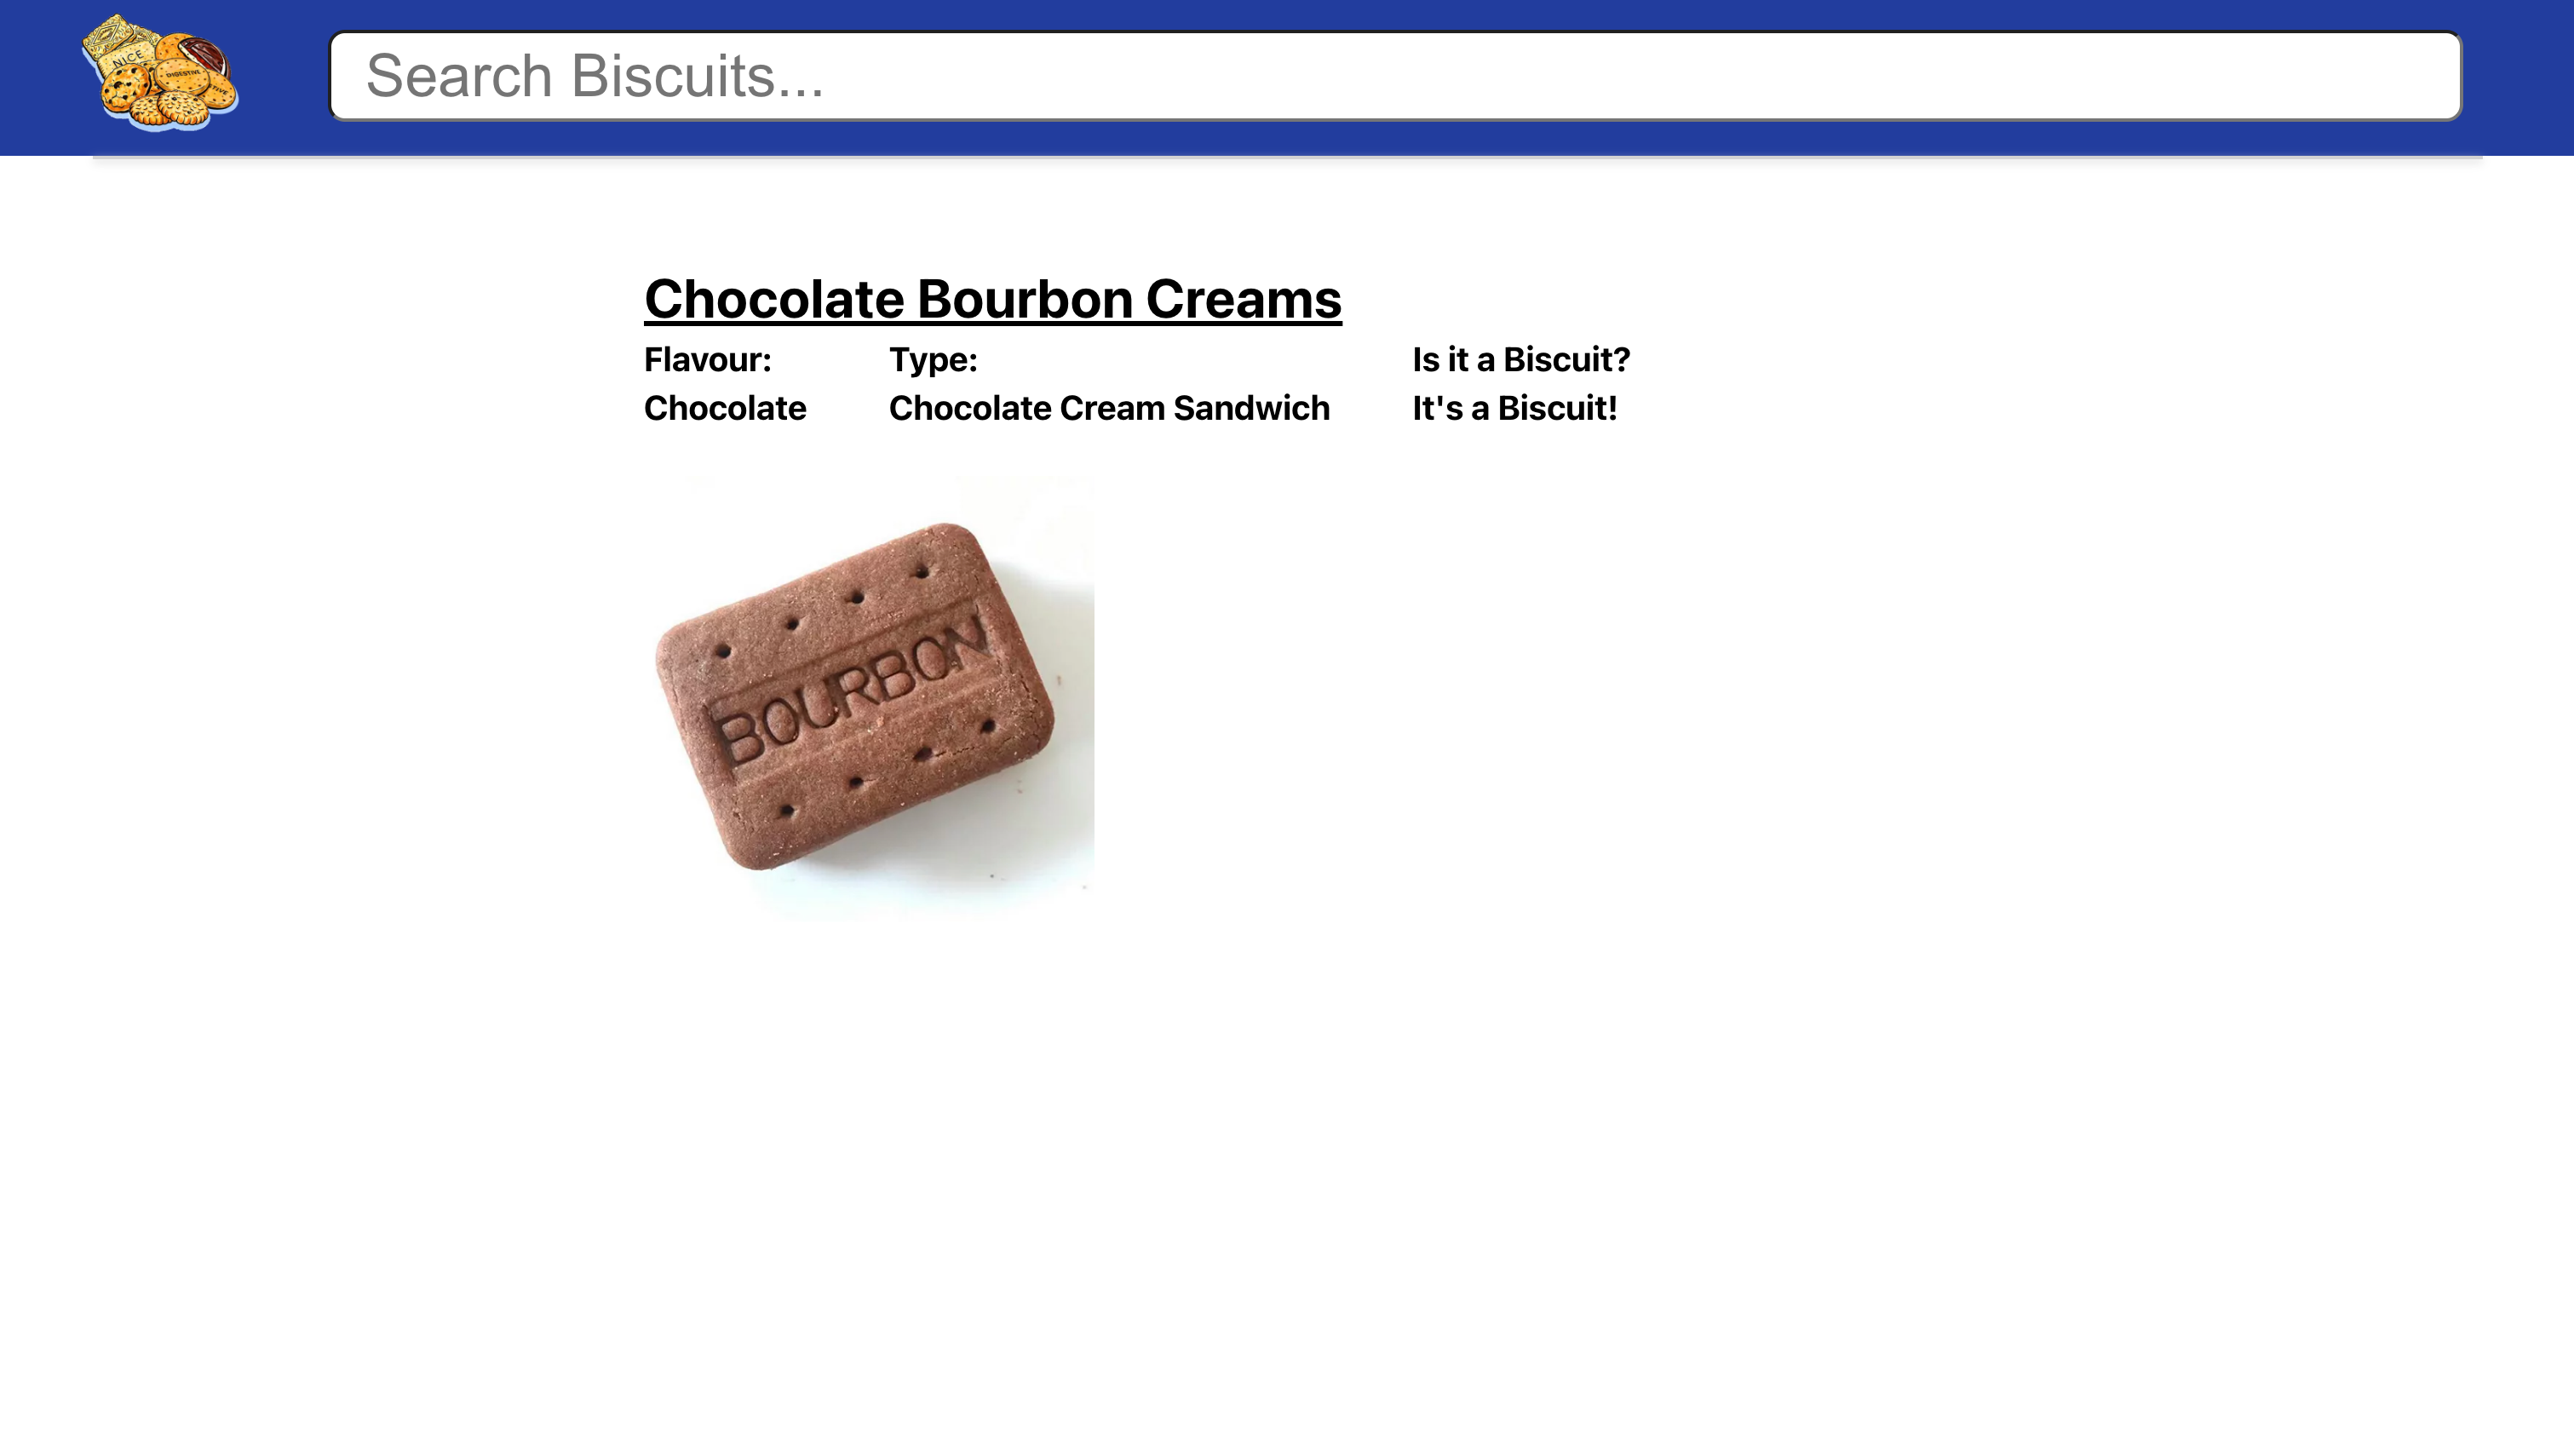 NICE
DIGESTIVE
Search Biscuits...
Chocolate Bourbon Creams
Flavour: Type: Is it a Biscuit?
Chocolate Chocolate Cream Sandwich It's a Biscuit!
BOURBON